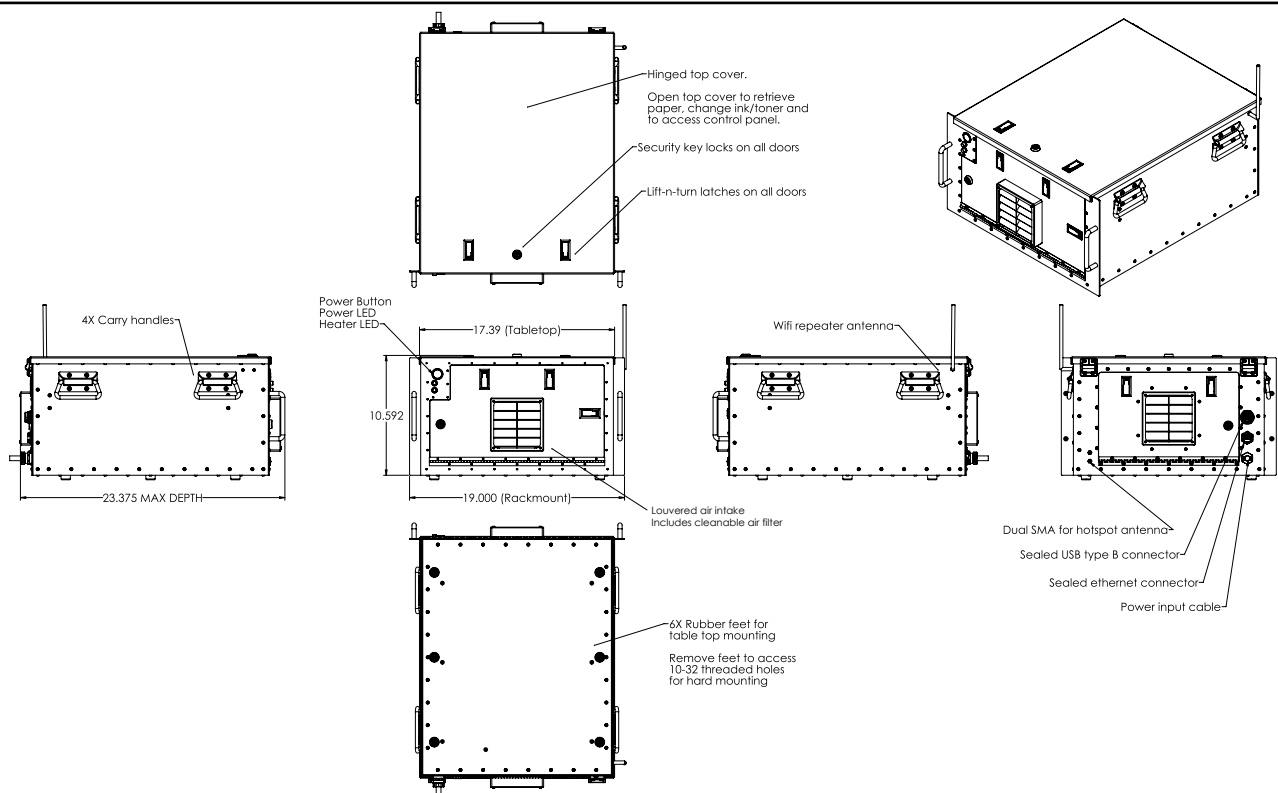 Hinged top cover.
Open top cover to retrieve
paper, change ink/toner and
to access control panel.
Security key locks on all doors
Lift-n-turn latches on all doors
4X Carry handles
Power Button
Power LED
Heater LED
17.39 (Tabletop)
Wifi repeater antenna
10.592
23.375 MAX DEPTH
19.000 (Rackmount)
Louvered air intake
Includes cleanable air filter
Dual SMA for hotspot antenna
Sealed USB type B connector
Sealed ethernet connector
Power input cable
6X Rubber feet for
table top mounting
Remove feet to access
10-32 threaded holes
for hard mounting